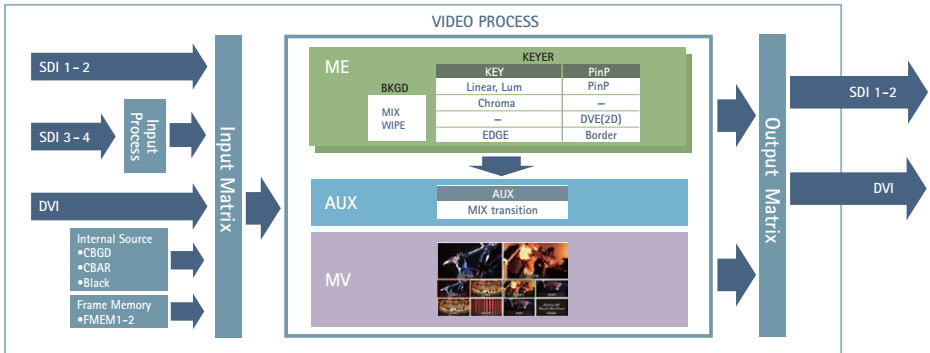 VIDEO PROCESS
SDI 1-2
SDI 3-4
Input Process
DVI
Internal Source
•CBGD
•CBAR
•Black
Frame Memory
•FMEM1-2
Input Matrix
ME
KEYER
KEY PinP
BKGD
MIX
WIPE
Linear, Lum PinP
Chroma –
– DVE(2D)
EDGE Border
AUX
AUX
MIX transition
MV
Output Matrix
SDI 1-2
DVI